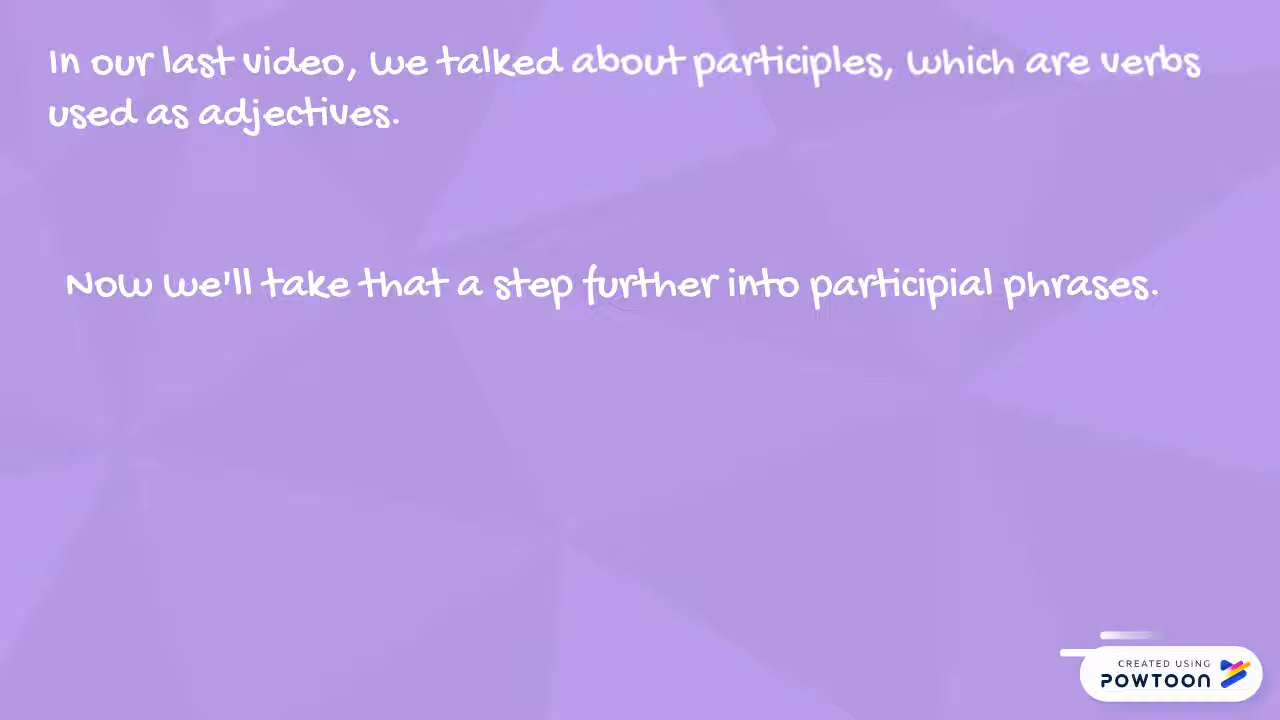 In our last video, we talked about participles, which are verbs
used as adjectives.
Now we'll take that a step further into participial phrases.
CREATED USING
POWTOON